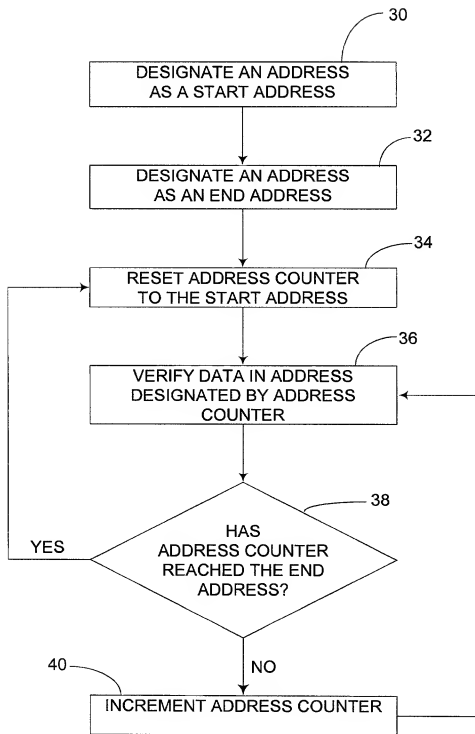 30
DESIGNATE AN ADDRESS
AS A START ADDRESS
32
DESIGNATE AN ADDRESS
AS AN END ADDRESS
34
RESET ADDRESS COUNTER
TO THE START ADDRESS
36
VERIFY DATA IN ADDRESS
DESIGNATED BY ADDRESS
COUNTER
38
HAS
ADDRESS COUNTER
REACHED THE END
ADDRESS?
YES
NO
40
INCREMENT ADDRESS COUNTER